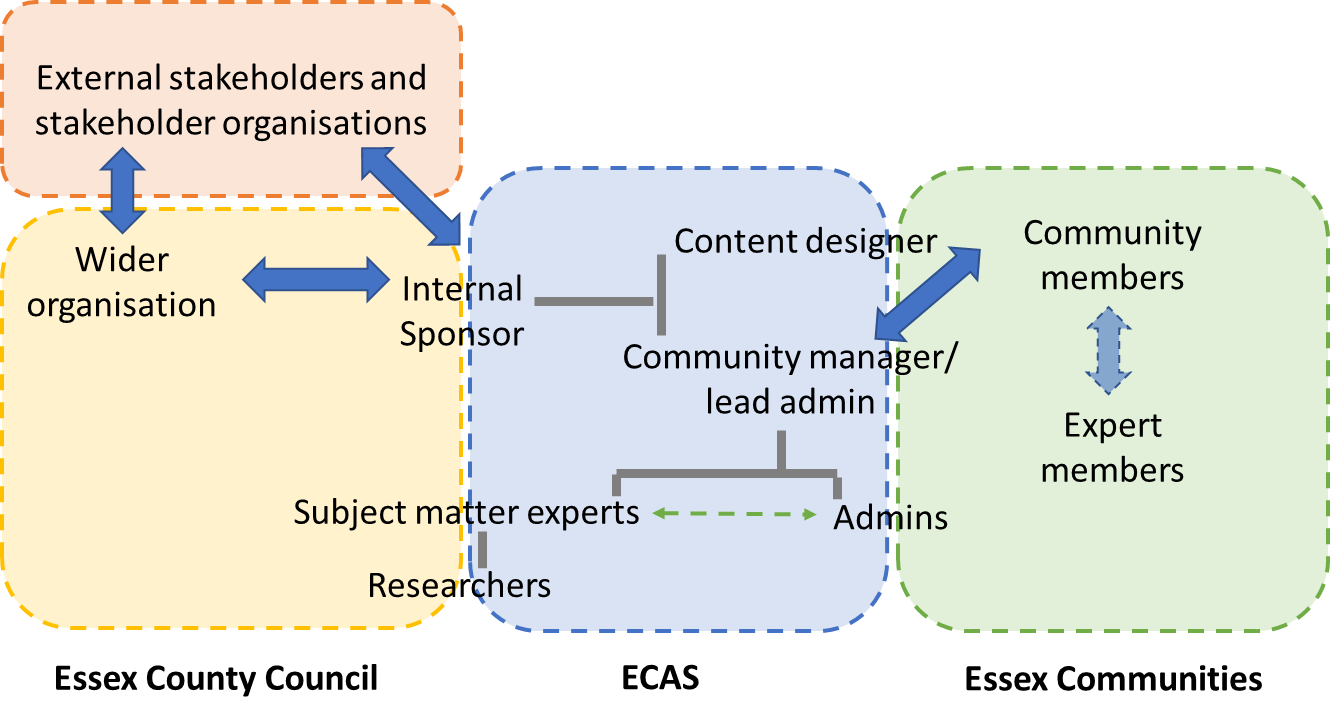 External stakeholders and
stakeholder organisations
Wider
organisation
Internal
Sponsor
Content designer
Community manager/
lead admin
Community
members
Expert
members
Subject matter experts
Admins
Researchers
Essex County Council
ECAS
Essex Communities